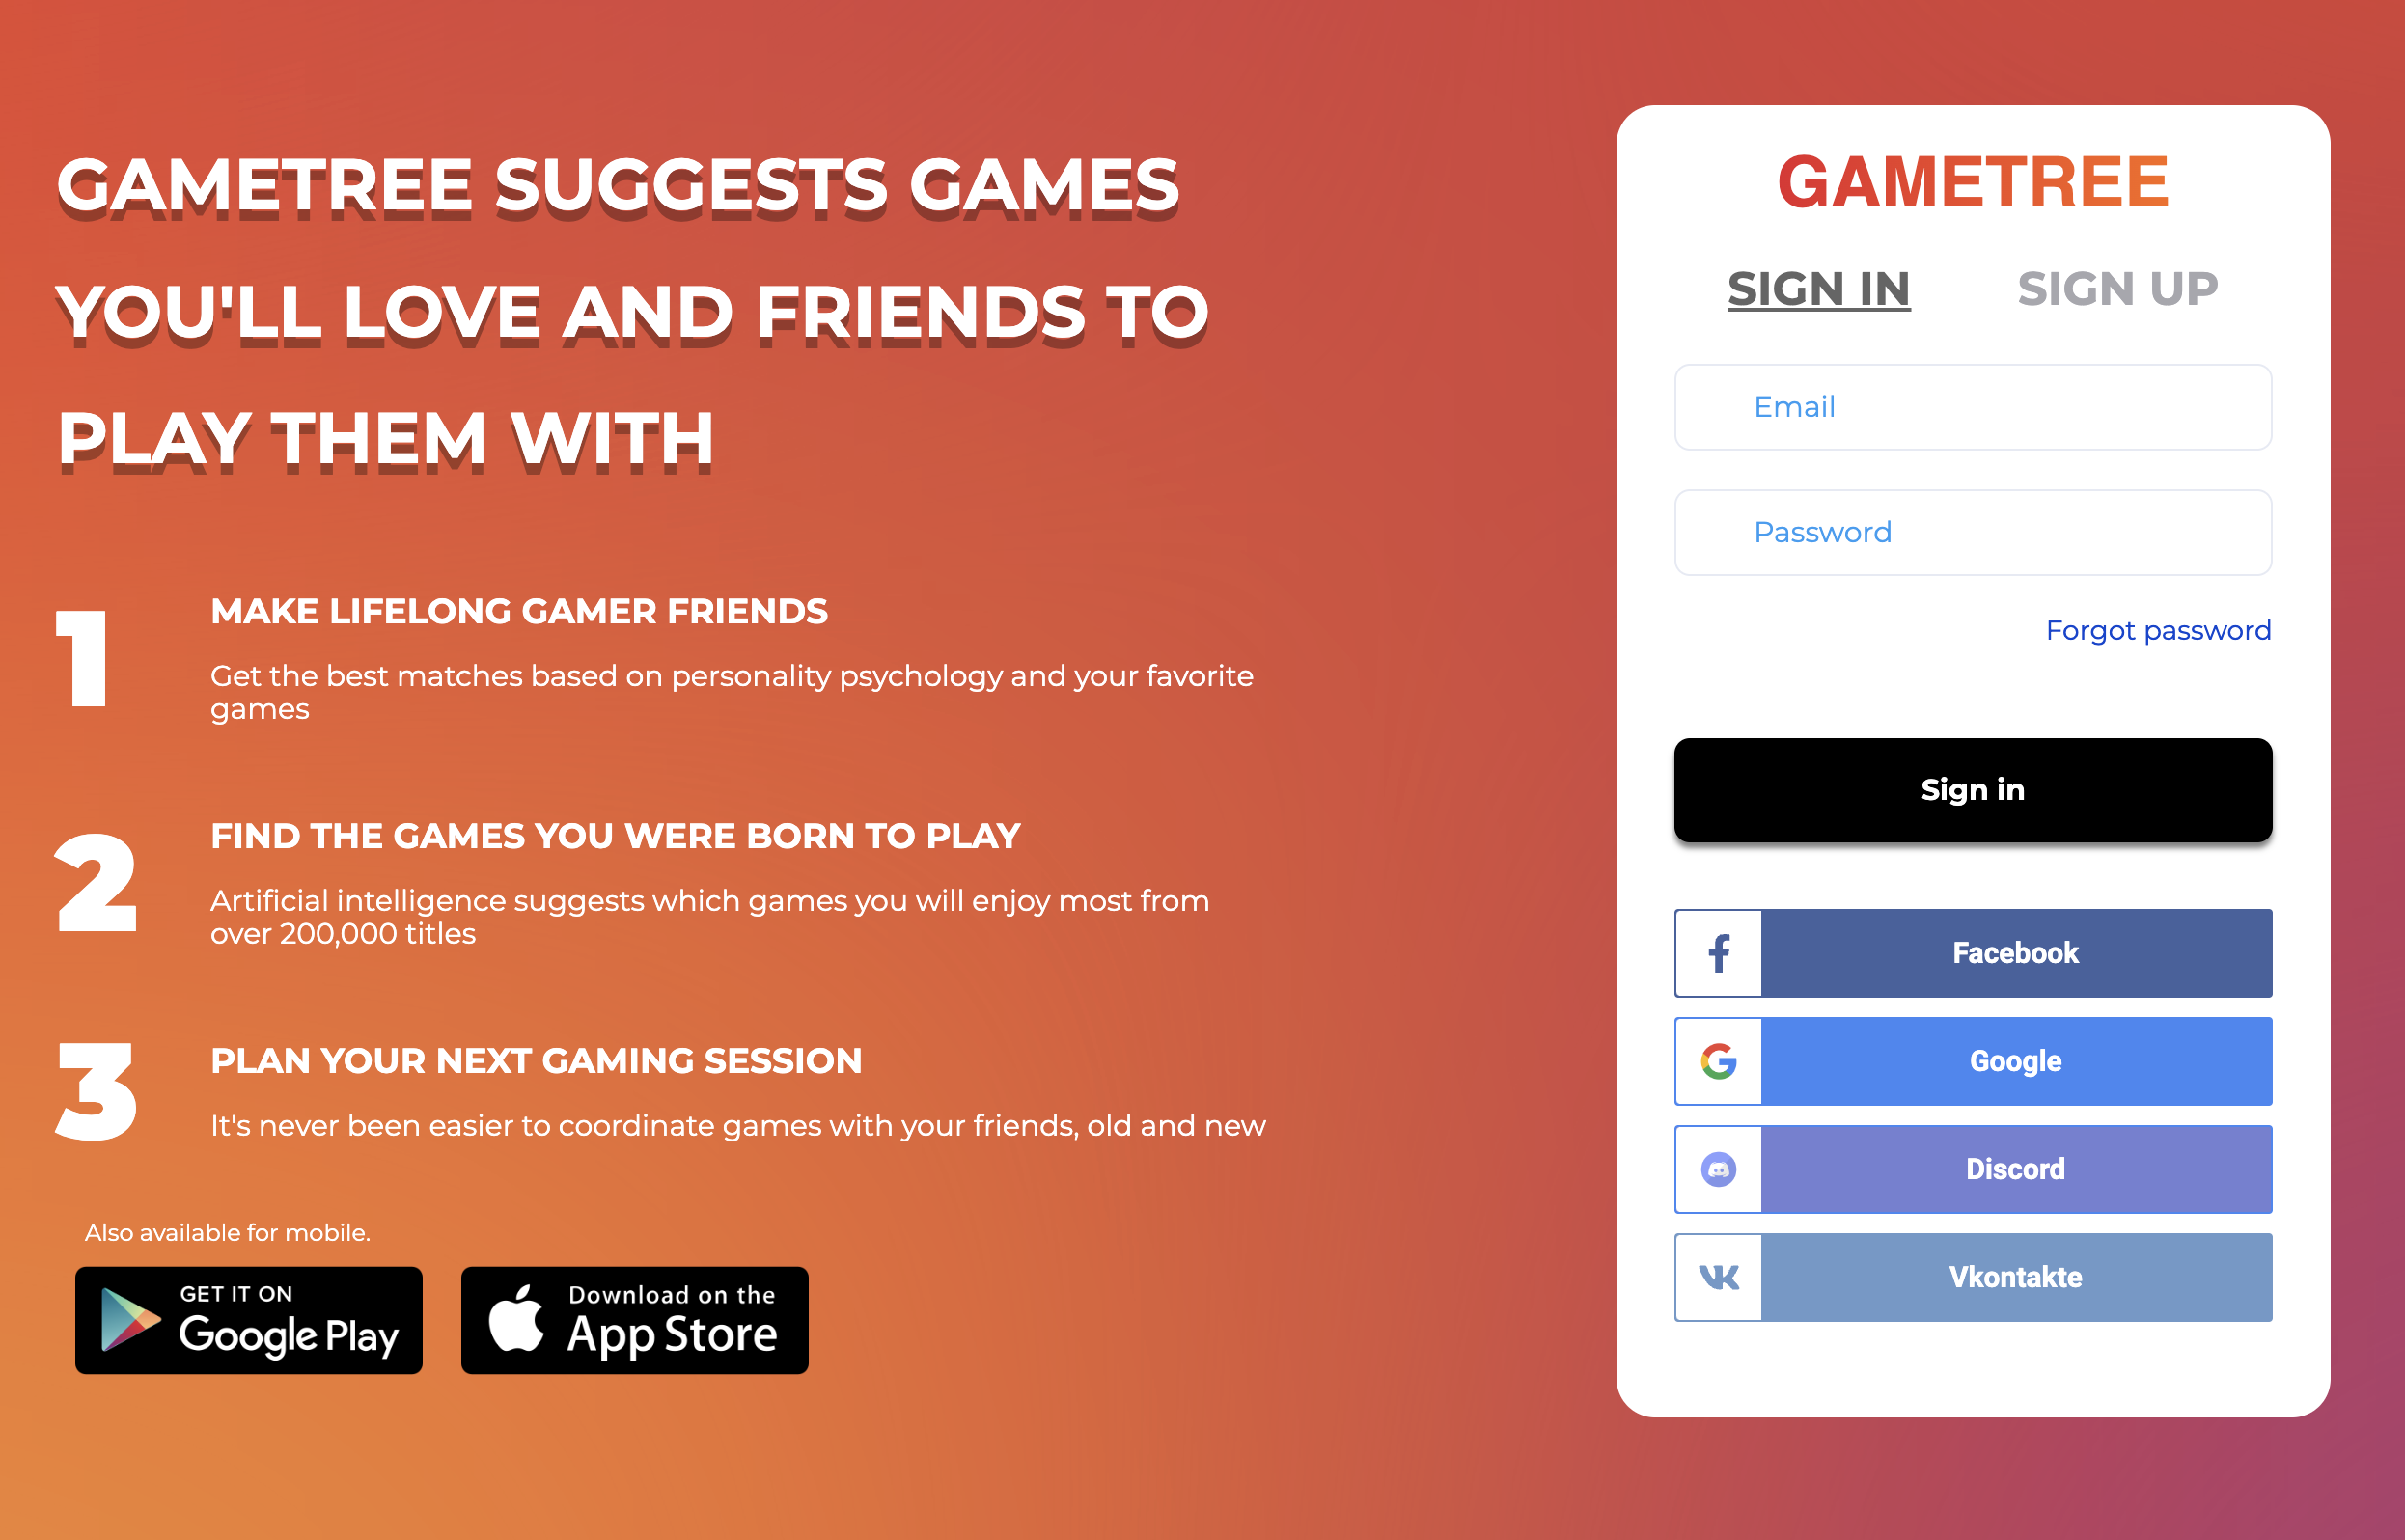 GAMETREE SUGGESTS GAMES
YOU'LL LOVE AND FRIENDS TO
PLAY THEM WITH
1
MAKE LIFELONG GAMER FRIENDS
Get the best matches based on personality psychology and your favorite
games
2
FIND THE GAMES YOU WERE BORN TO PLAY
Artificial intelligence suggests which games you will enjoy most from
over 200,000 titles
3
PLAN YOUR NEXT GAMING SESSION
It's never been easier to coordinate games with your friends, old and new
Also available for mobile.
GET IT ON
Google Play
Download on the
App Store
GAMETREE
SIGN IN SIGN UP
Email
Password
Forgot password
Sign in
Facebook
Google
Discord
Vkontakte